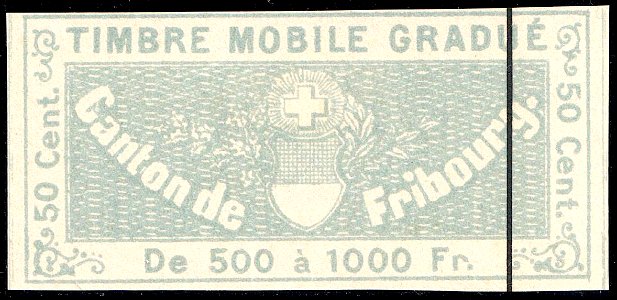 TIMBRE MOBILE GRADUÉ
50 Cent.
Canton de Fribourg.
50 Cent.
De 500 à 1000 Fr.